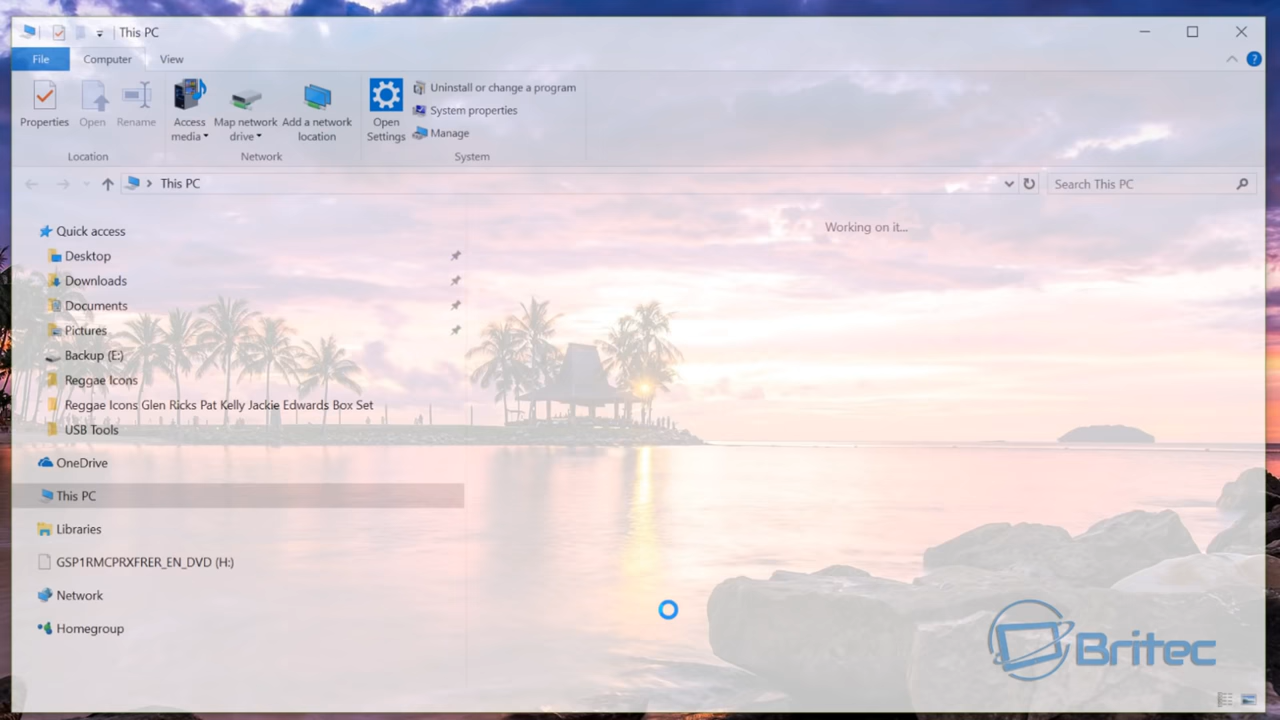 This PC
File
Computer
View
Properties
Open
Rename
Access media
Map network drive
Add a network location
Open Settings
Uninstall or change a program
System properties
Manage
Location
Network
System
This PC
Search This PC
Working on it...
Quick access
Desktop
Downloads
Documents
Pictures
Backup (E:)
Reggae Icons
Reggae Icons Glen Ricks Pat Kelly Jackie Edwards Box Set
USB Tools
OneDrive
This PC
Libraries
GSP1RMCPRXFRER_EN_DVD (H:)
Network
Homegroup
Britec